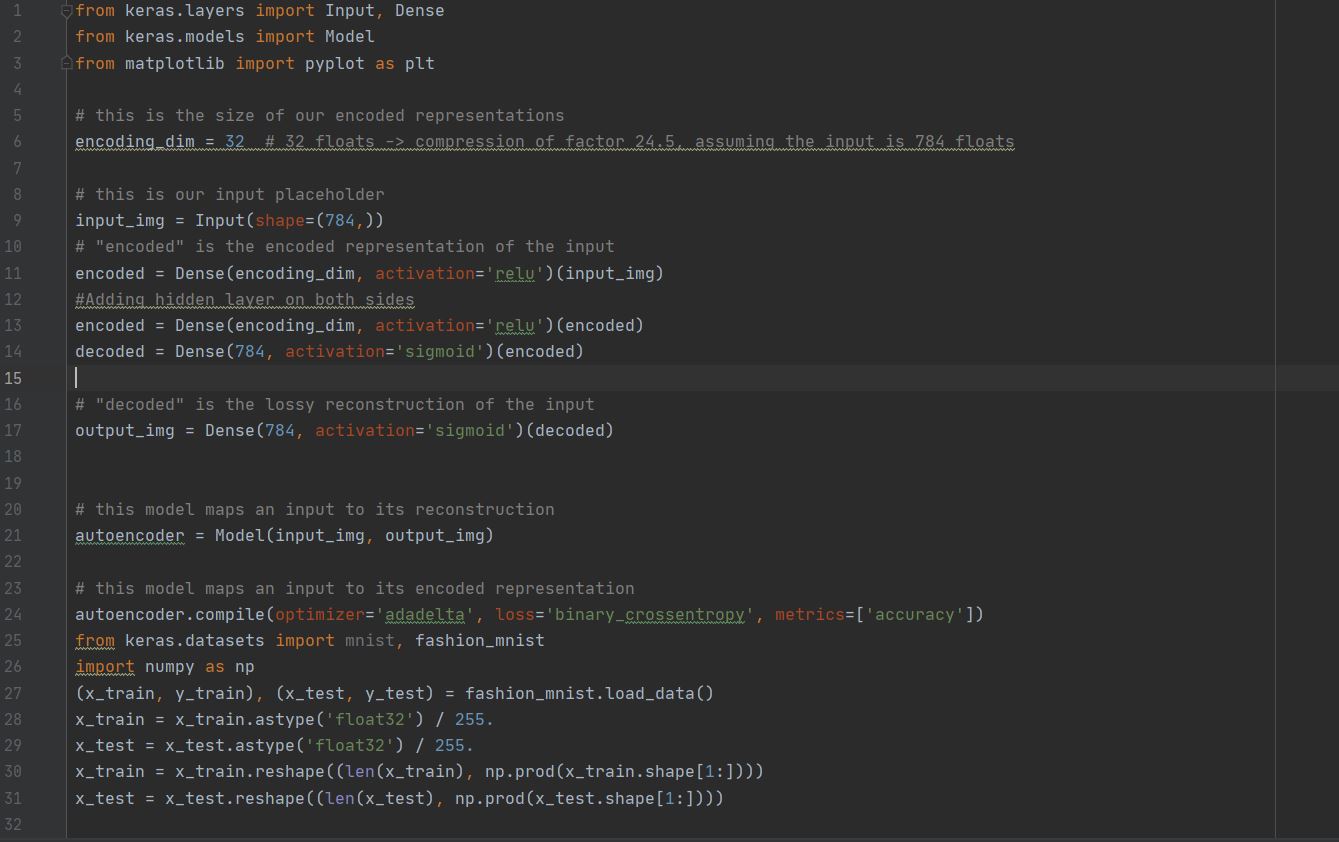 1 from keras.layers import Input, Dense
2 from keras.models import Model
3 from matplotlib import pyplot as plt
4
5 # this is the size of our encoded representations
6 encoding_dim = 32  # 32 floats -> compression of factor 24.5, assuming the input is 784 floats
7
8 # this is our input placeholder
9 input_img = Input(shape=(784,))
10 # "encoded" is the encoded representation of the input
11 encoded = Dense(encoding_dim, activation='relu')(input_img)
12 #Adding hidden layer on both sides
13 encoded = Dense(encoding_dim, activation='relu')(encoded)
14 decoded = Dense(784, activation='sigmoid')(encoded)
15
16 # "decoded" is the lossy reconstruction of the input
17 output_img = Dense(784, activation='sigmoid')(decoded)
18
19
20 # this model maps an input to its reconstruction
21 autoencoder = Model(input_img, output_img)
22
23 # this model maps an input to its encoded representation
24 autoencoder.compile(optimizer='adadelta', loss='binary_crossentropy', metrics=['accuracy'])
25 from keras.datasets import mnist, fashion_mnist
26 import numpy as np
27 (x_train, y_train), (x_test, y_test) = fashion_mnist.load_data()
28 x_train = x_train.astype('float32') / 255.
29 x_test = x_test.astype('float32') / 255.
30 x_train = x_train.reshape((len(x_train), np.prod(x_train.shape[1:])))
31 x_test = x_test.reshape((len(x_test), np.prod(x_test.shape[1:])))
32